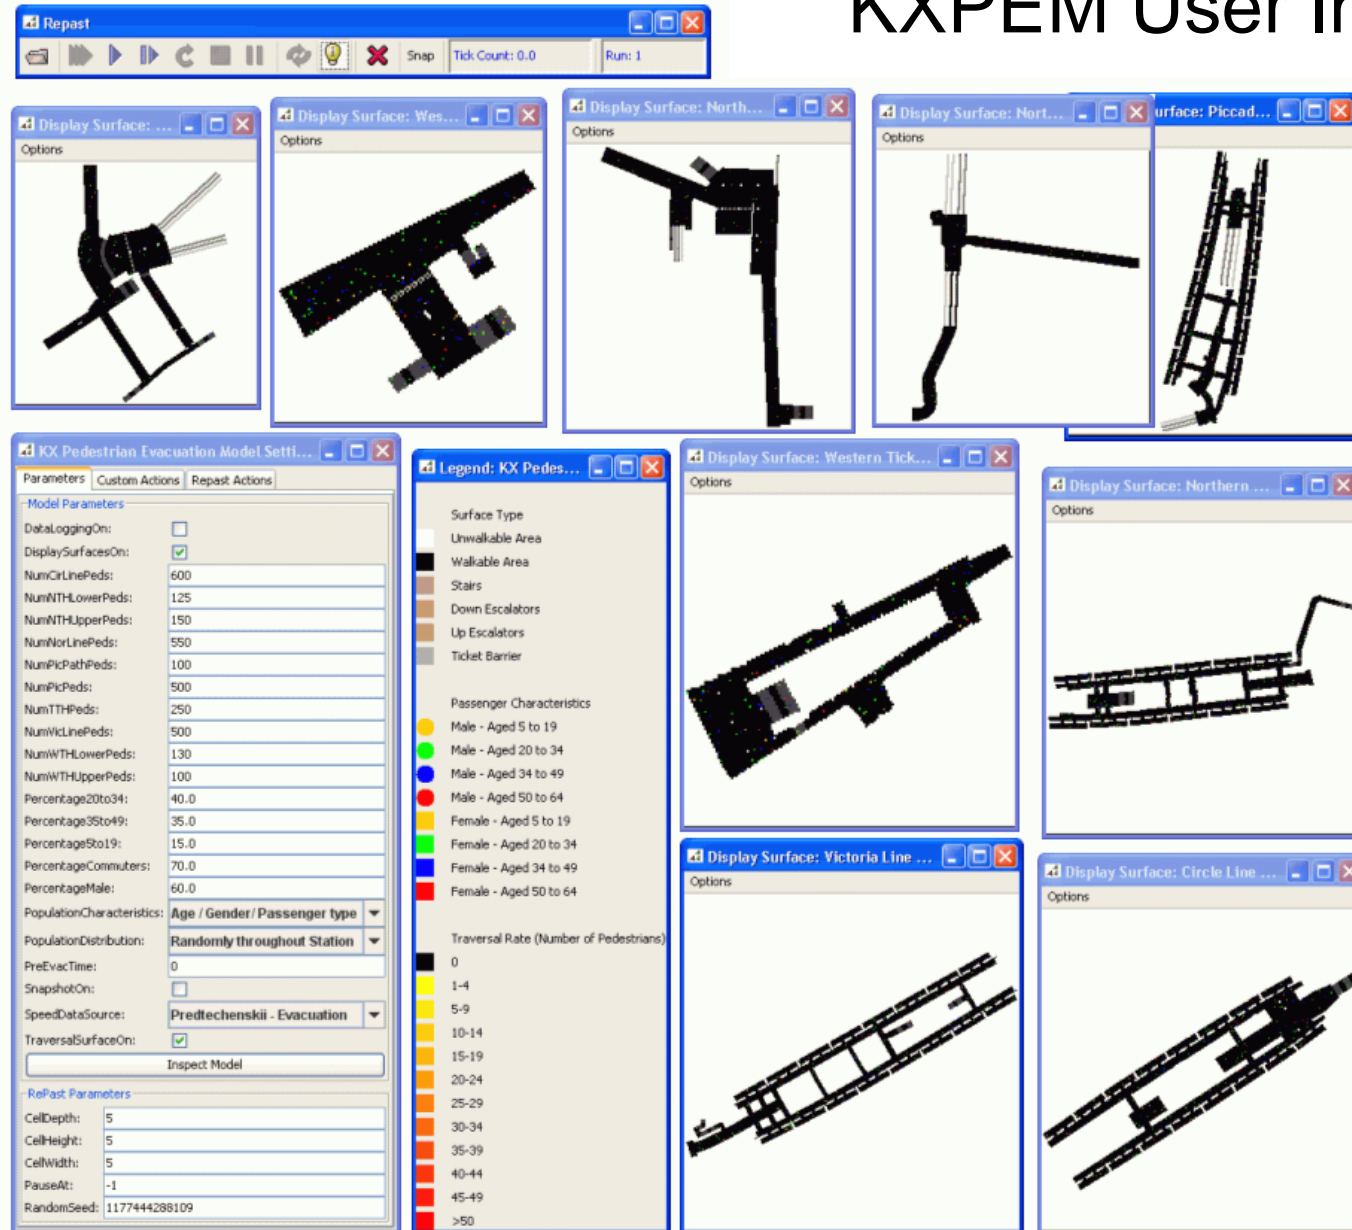 KXPEM User In
Repast
Snap
Tick Count: 0.0
Run: 1
Display Surface: ...
Options
Display Surface: Wes...
Options
Display Surface: North...
Options
Display Surface: Nort...
Options
urface: Piccad...
KX Pedestrian Evacuation Model Setti...
Parameters Custom Actions Repast Actions
Model Parameters
DataLoggingOn:
DisplaySurfacesOn:
NumCirLinePeds: 600
NumNTHLowerPeds: 125
NumNTHUpperPeds: 150
NumNorLinePeds: 550
NumPicPathPeds: 100
NumPicPeds: 500
NumTTHPeds: 250
NumVicLinePeds: 500
NumWTHLowerPeds: 130
NumWTHUpperPeds: 100
Percentage20to34: 40.0
Percentage35to49: 35.0
Percentage5to19: 15.0
PercentageCommuters: 70.0
PercentageMale: 60.0
PopulationCharacteristics: Age / Gender/ Passenger type
PopulationDistribution: Randomly throughout Station
PreEvacTime: 0
SnapshotOn:
SpeedDataSource: Predtechenskii - Evacuation
TraversalSurfaceOn:
Inspect Model
RePast Parameters
CellDepth: 5
CellHeight: 5
CellWidth: 5
PauseAt: -1
RandomSeed: 1177444288109
Legend: KX Pedes...
Surface Type
Unwalkable Area
Walkable Area
Stairs
Down Escalators
Up Escalators
Ticket Barrier
Passenger Characteristics
Male - Aged 5 to 19
Male - Aged 20 to 34
Male - Aged 34 to 49
Male - Aged 50 to 64
Female - Aged 5 to 19
Female - Aged 20 to 34
Female - Aged 34 to 49
Female - Aged 50 to 64
Traversal Rate (Number of Pedestrians)
0
1-4
5-9
10-14
15-19
20-24
25-29
30-34
35-39
40-44
45-49
>50
Display Surface: Western Tick...
Options
Display Surface: Northern ...
Options
Display Surface: Victoria Line ...
Options
Display Surface: Circle Line ...
Options